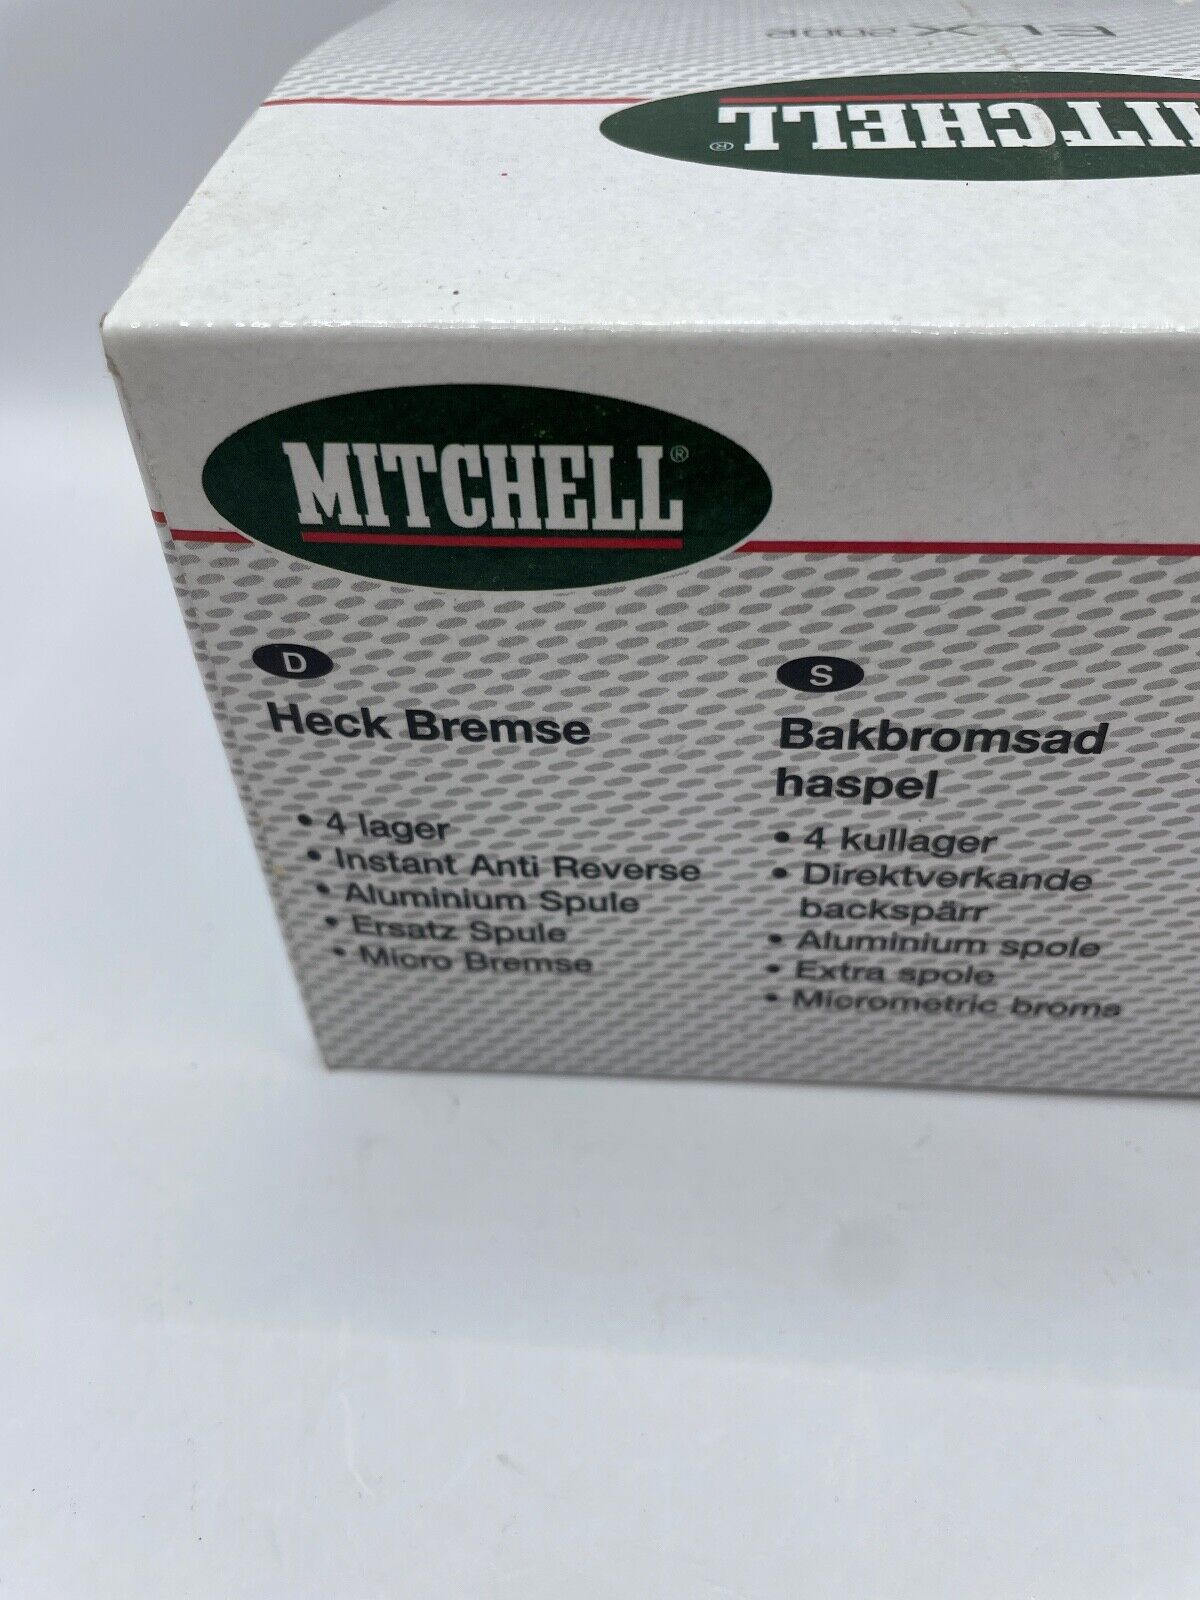 MITCHELL®
MITCHELL®
D
Heck Bremse
• 4 lager
• Instant Anti Reverse
• Aluminium Spule
• Ersatz Spule
• Micro Bremse
S
Bakbromsad
haspel
• 4 kullager
• Direktverkande
backspärr
• Aluminium spole
• Extra spole
• Micrometric broms